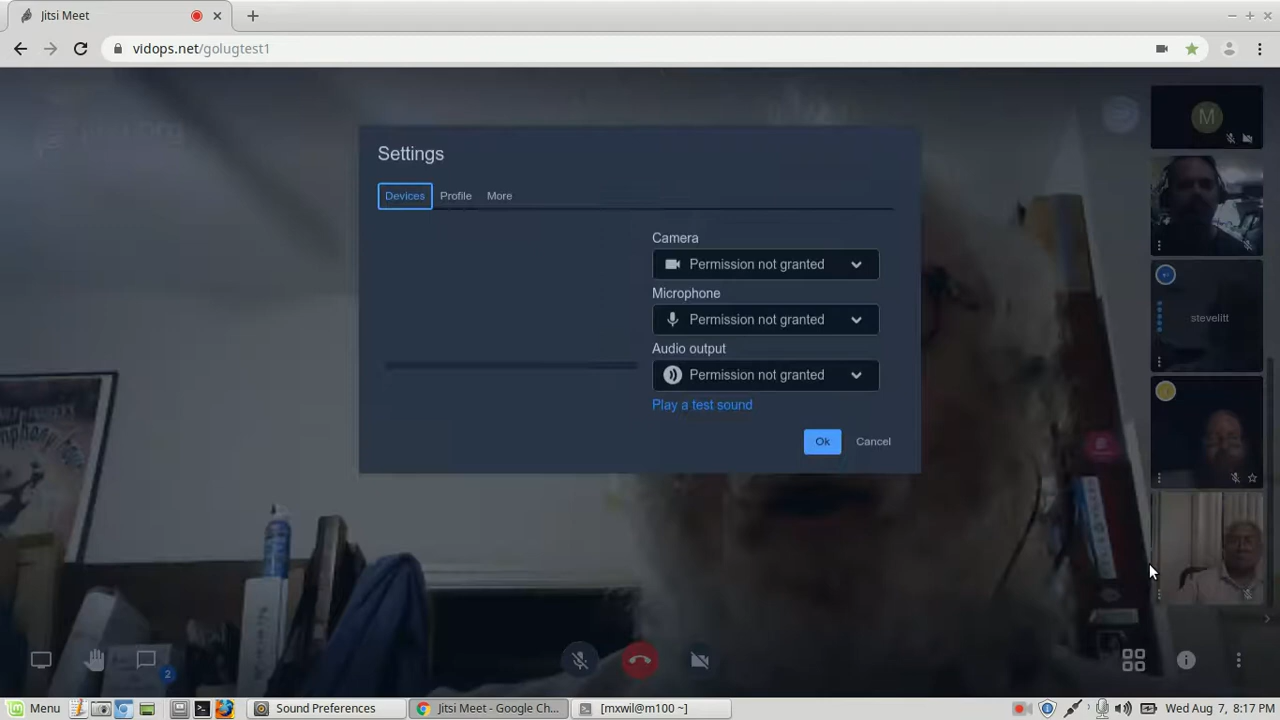 Jitsi Meet
vidops.net/golugtest1
M
Settings
Devices Profile More
Camera
Permission not granted
Microphone
Permission not granted
Audio output
Permission not granted
Play a test sound
Ok Cancel
stevelitt
2
Menu Sound Preferences Jitsi Meet - Google Ch... [mxwil@m100 ~] Wed Aug 7, 8:17 PM